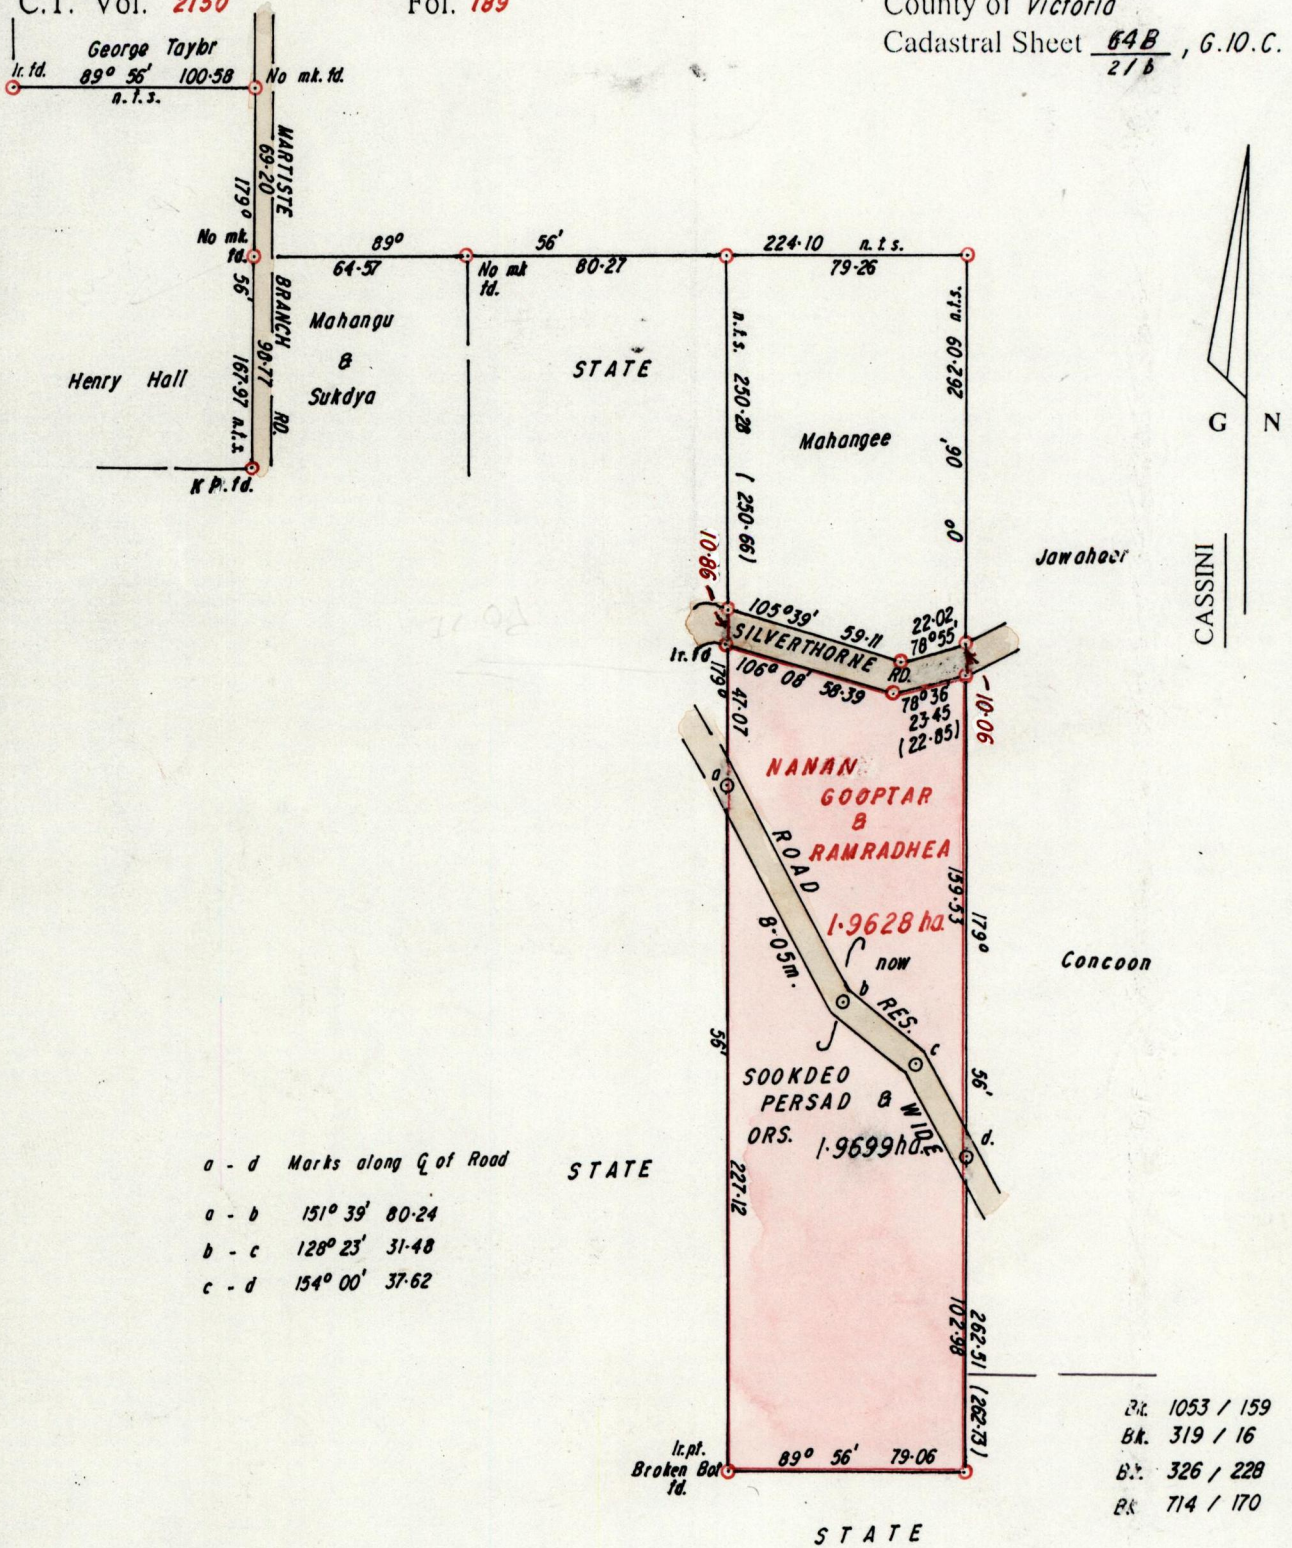 C.T. Vol. 2150 Fol. 189
County of Victoria
Cadastral Sheet 64B / 21 b , G.10.C.
George Taylor
Ir. fd. 89° 56' 100·58 No mk. fd.
n.t.s.
MARTISTE BRANCH RD.
179° 56'
69·20
No mk. fd.
89° 56' 224·10 n.t.s.
64·57 80·27 79·26
No mk fd.
98·77
167·97 n.t.s.
Henry Hall
Mahangu
&
Sukdya
STATE
K Pl. fd.
n.t.s. 250·28 (250·66)
Mahangee
262·60 n.t.s.
0° 06'
G N
CASSINI
Jawaheer
10·86
105°39' 59·11
22·02
78°55'
SILVERTHORNE RD.
Ir. fd
106° 08' 58·39
78° 36'
23·45
(22·85)
10·06
179° 56'
47·07
a
NANAN
GOOPTAR
&
RAMRADHEA
159·53
179° 56'
1·9628 ha.
now
ROAD RES.
8·05m. WIDE
b
c
d.
Concoon
SOOKDEO
PERSAD &
ORS. 1·9699ha.
227·12
STATE
a - d Marks along ℄ of Road
a - b 151° 39' 80·24
b - c 128° 23' 31·48
c - d 154° 00' 37·62
102·98
262·51 (262·73)
Ir. pt.
Broken Bot
fd.
89° 56' 79·06
STATE
Bk. 1053 / 159
Bk. 319 / 16
Bk. 326 / 228
Bk 714 / 170